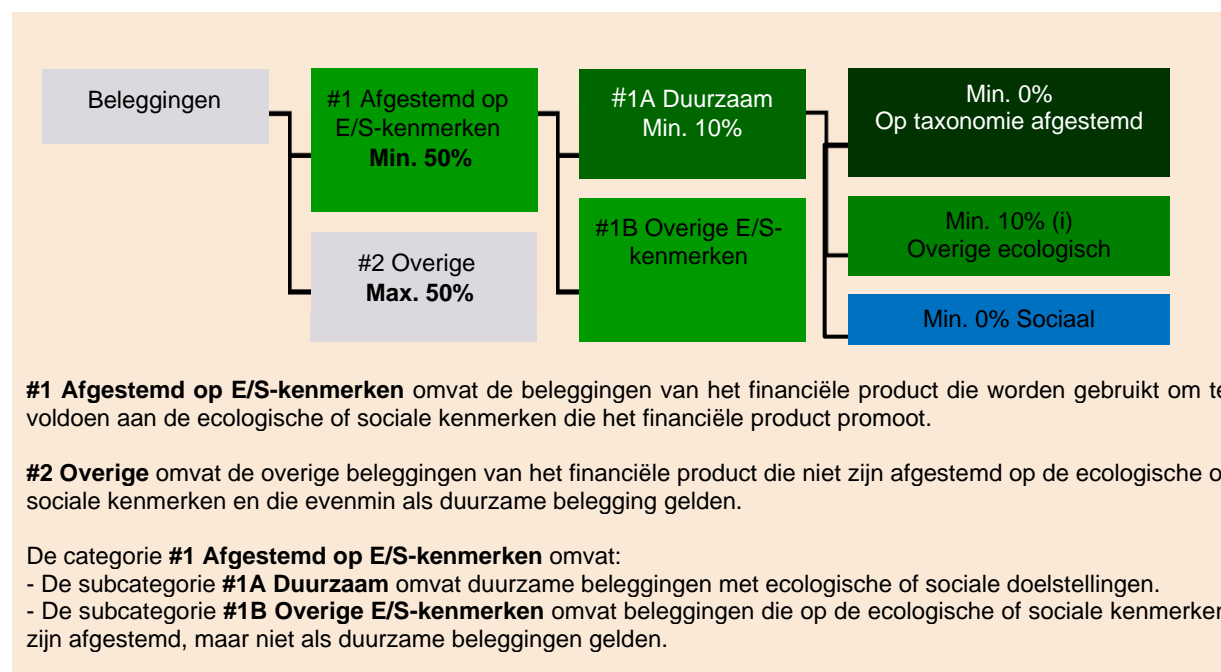 Beleggingen
#1 Afgestemd op
E/S-kenmerken
Min. 50%
#2 Overige
Max. 50%
#1A Duurzaam
Min. 10%
#1B Overige E/S-
kenmerken
Min. 0%
Op taxonomie afgestemd
Min. 10% (i)
Overige ecologisch
Min. 0% Sociaal
#1 Afgestemd op E/S-kenmerken omvat de beleggingen van het financiële product die worden gebruikt om te
voldoen aan de ecologische of sociale kenmerken die het financiële product promoot.
#2 Overige omvat de overige beleggingen van het financiële product die niet zijn afgestemd op de ecologische o
sociale kenmerken en die evenmin als duurzame belegging gelden.
De categorie #1 Afgestemd op E/S-kenmerken omvat:
- De subcategorie #1A Duurzaam omvat duurzame beleggingen met ecologische of sociale doelstellingen.
- De subcategorie #1B Overige E/S-kenmerken omvat beleggingen die op de ecologische of sociale kenmerken
zijn afgestemd, maar niet als duurzame beleggingen gelden.